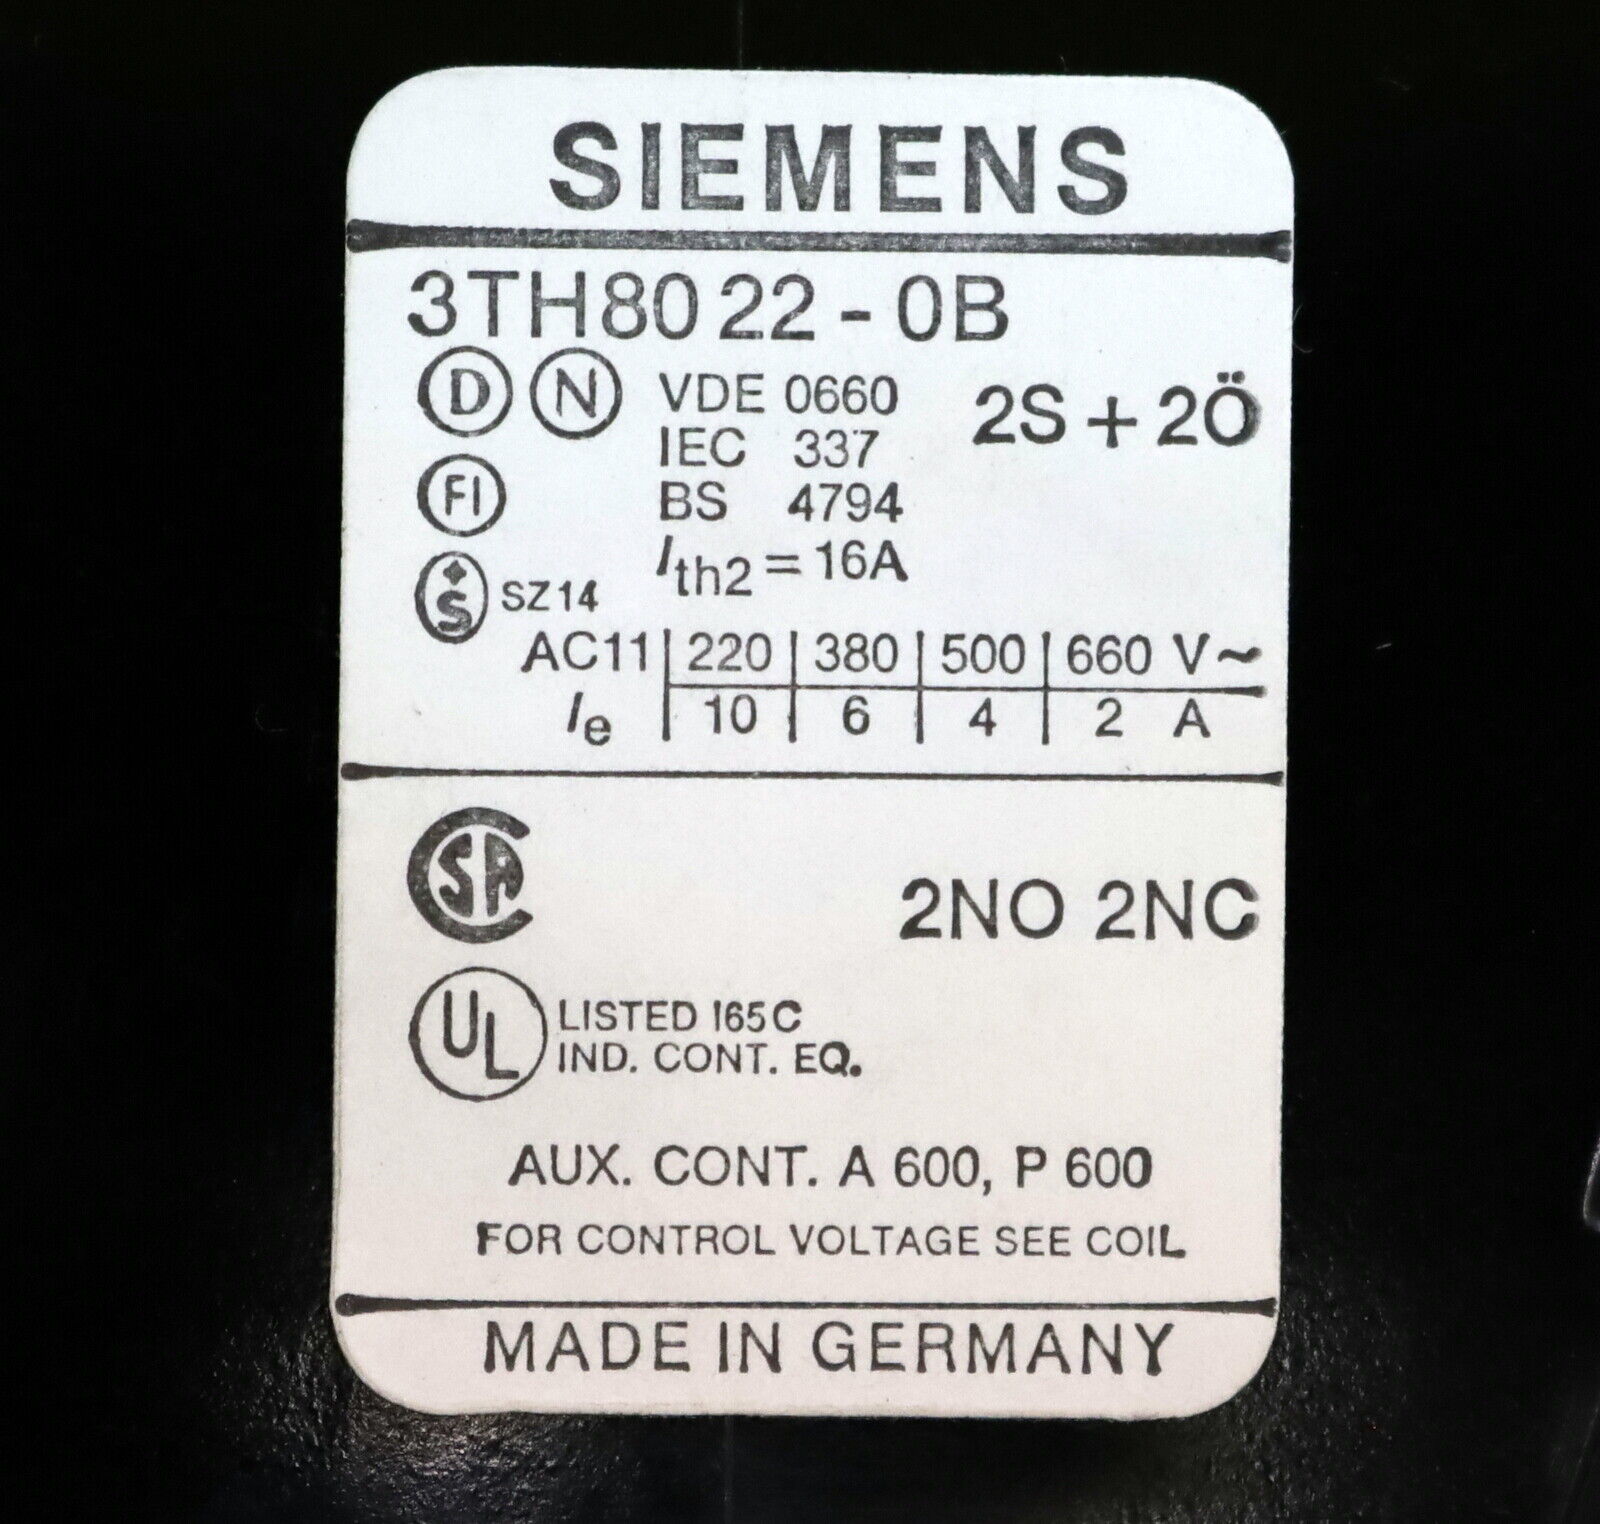 SIEMENS
3TH80 22 - 0B
D N VDE 0660 2S + 2Ö
IEC 337
FI BS 4794
Ith2 = 16A
S SZ14
AC11 | 220 | 380 | 500 | 660 V~
Ie | 10 | 6 | 4 | 2 A
CSA
2NO 2NC
UL LISTED 165C
IND. CONT. EQ.
AUX. CONT. A 600, P 600
FOR CONTROL VOLTAGE SEE COIL
MADE IN GERMANY